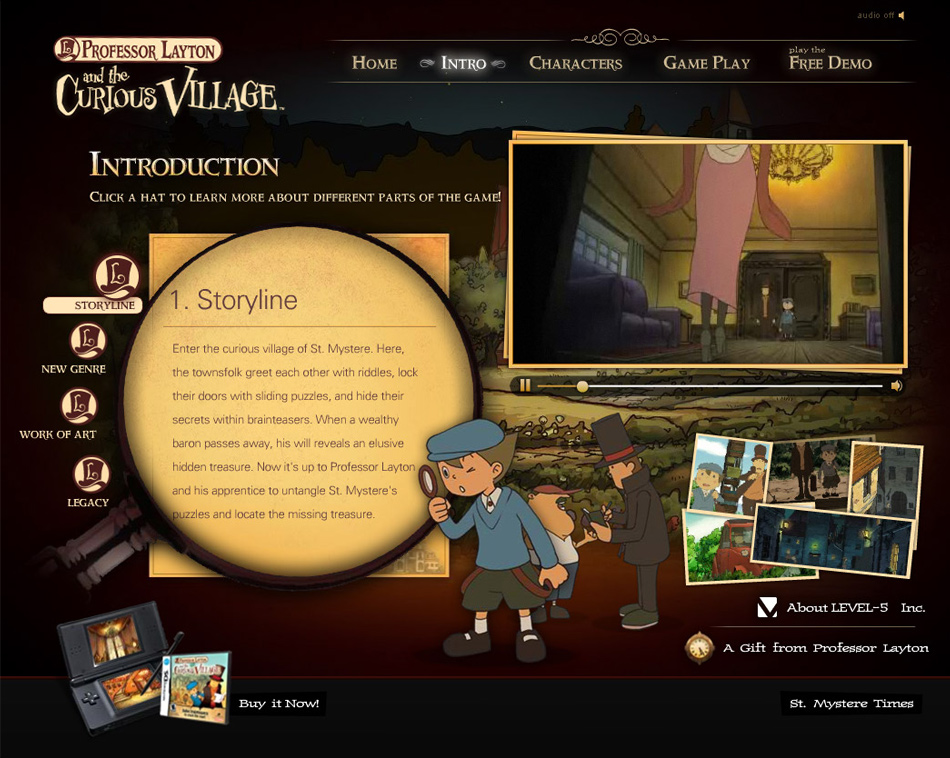 audio off
PROFESSOR LAYTON
and the
CURIOUS VILLAGE™
HOME
INTRO
CHARACTERS
GAME PLAY
play the
FREE DEMO
INTRODUCTION
CLICK A HAT TO LEARN MORE ABOUT DIFFERENT PARTS OF THE GAME!
STORYLINE
NEW GENRE
WORK OF ART
LEGACY
1. Storyline
Enter the curious village of St. Mystere. Here,
the townsfolk greet each other with riddles, lock
their doors with sliding puzzles, and hide their
secrets within brainteasers. When a wealthy
baron passes away, his will reveals an elusive
hidden treasure. Now it's up to Professor Layton
and his apprentice to untangle St. Mystere's
puzzles and locate the missing treasure.
About LEVEL-5 Inc.
A Gift from Professor Layton
PROFESSOR LAYTON
CURIOUS VILLAGE
Buy it Now!
St. Mystere Times